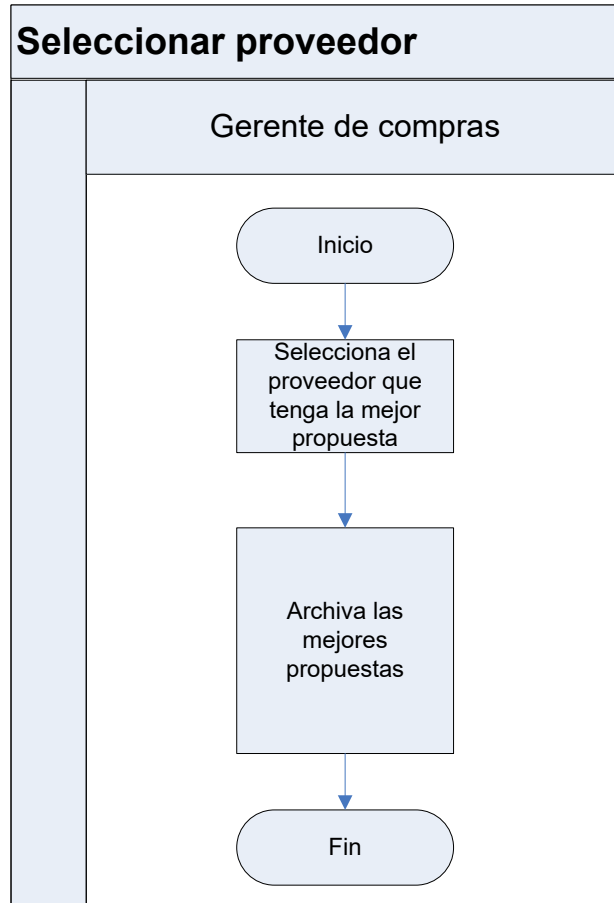 Seleccionar proveedor
Gerente de compras
Inicio
Selecciona el
proveedor que
tenga la mejor
propuesta
Archiva las
mejores
propuestas
Fin